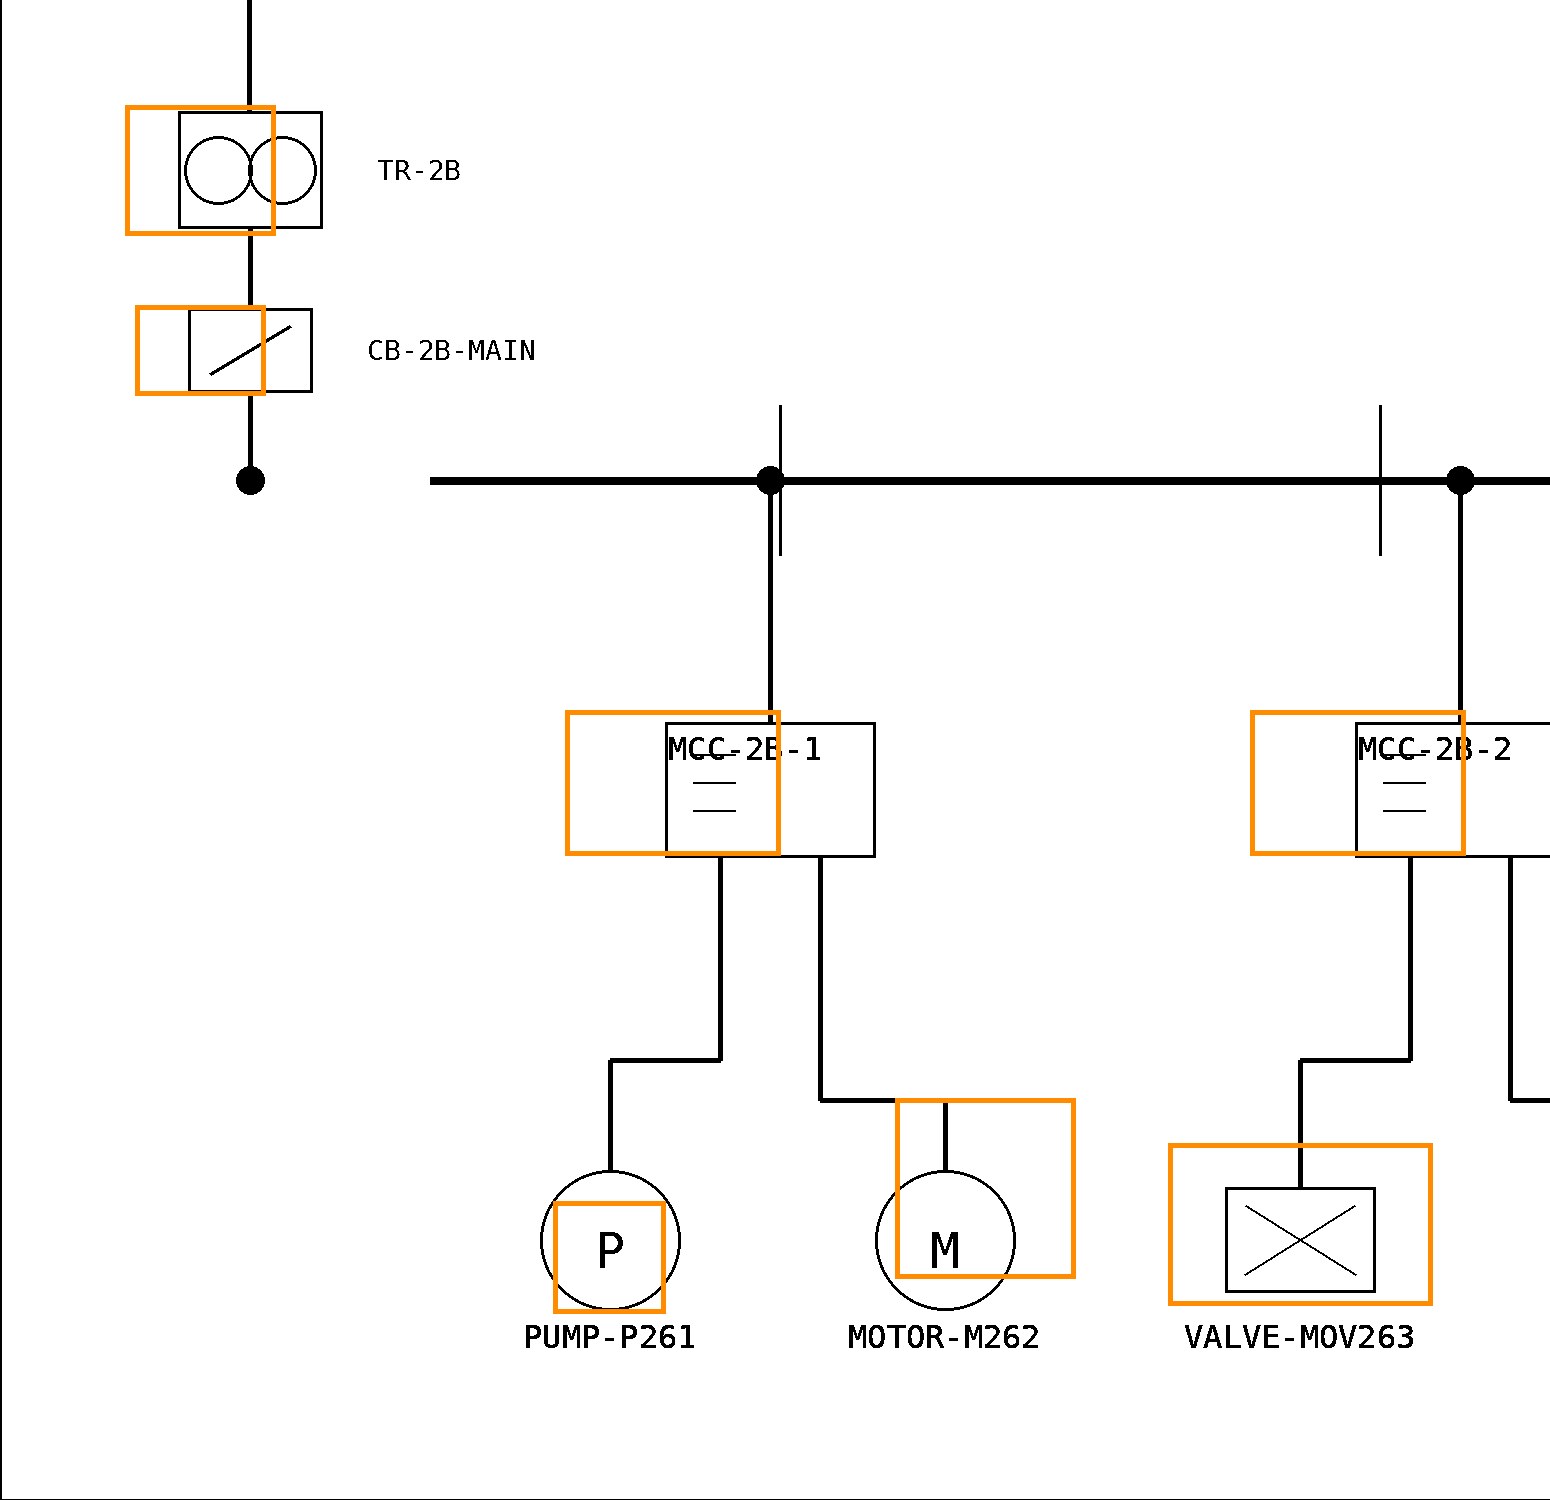 TR-2B
CB-2B-MAIN
MCC-2B-1
MCC-2B-2
P
M
PUMP-P261
MOTOR-M262
VALVE-MOV263